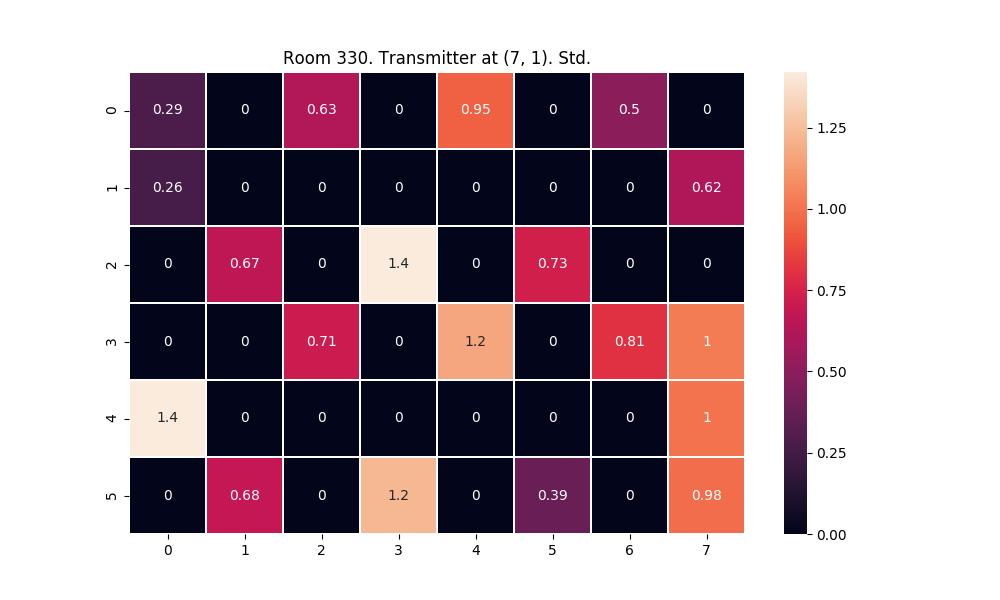 Room 330. Transmitter at (7, 1). Std.
0 0.29 0 0.63 0 0.95 0 0.5 0
1 0.26 0 0 0 0 0 0 0.62
2 0 0.67 0 1.4 0 0.73 0 0
3 0 0 0.71 0 1.2 0 0.81 1
4 1.4 0 0 0 0 0 0 1
5 0 0.68 0 1.2 0 0.39 0 0.98
0 1 2 3 4 5 6 7
1.25
1.00
0.75
0.50
0.25
0.00